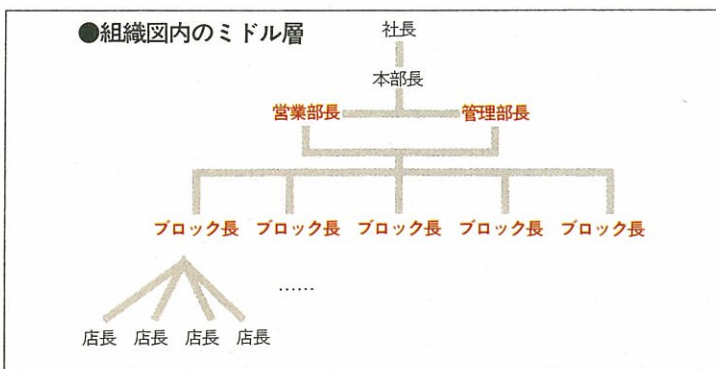 ●組織図内のミドル層
社長
本部長
営業部長 管理部長
ブロック長 ブロック長 ブロック長 ブロック長 ブロック長
……
店長 店長 店長 店長